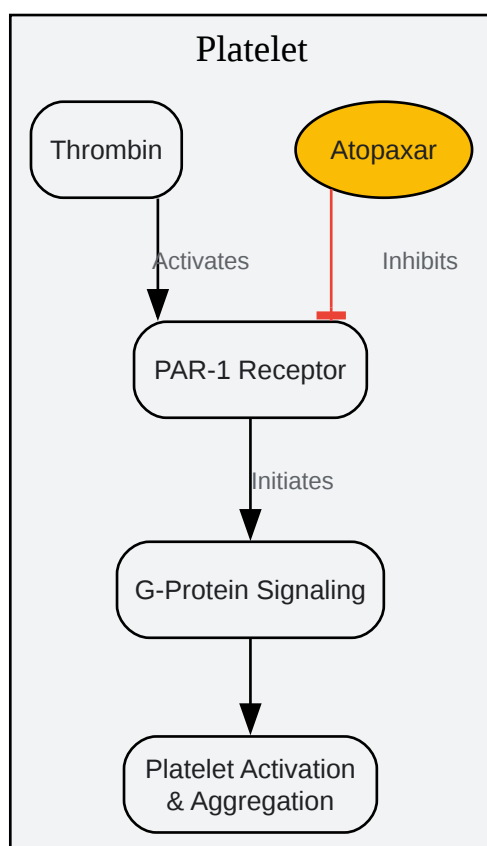 Platelet
Thrombin
Atopaxar
Activates
Inhibits
PAR-1 Receptor
Initiates
G-Protein Signaling
Platelet Activation
& Aggregation